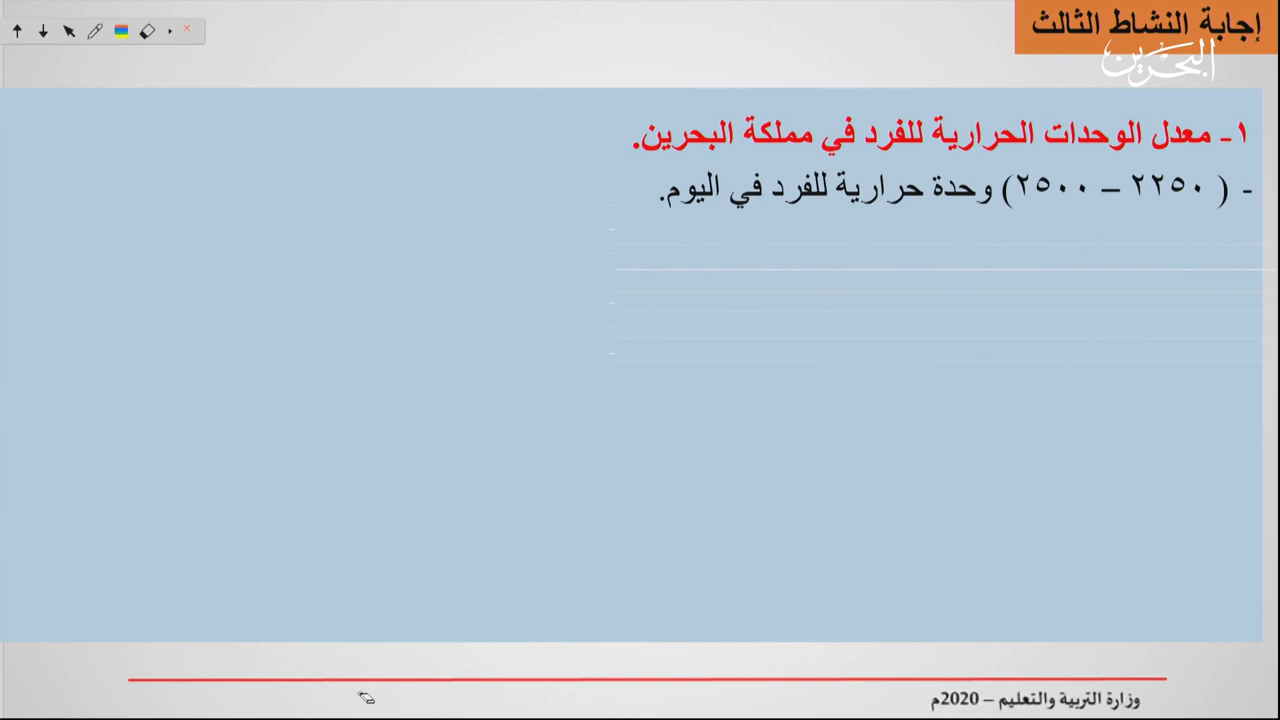 إجابة النشاط الثالث
البحرين
١- معدل الوحدات الحرارية للفرد في مملكة البحرين.
- ( ٢٢٥٠ – ٢٥٠٠) وحدة حرارية للفرد في اليوم.
وزارة التربية والتعليم – 2020م